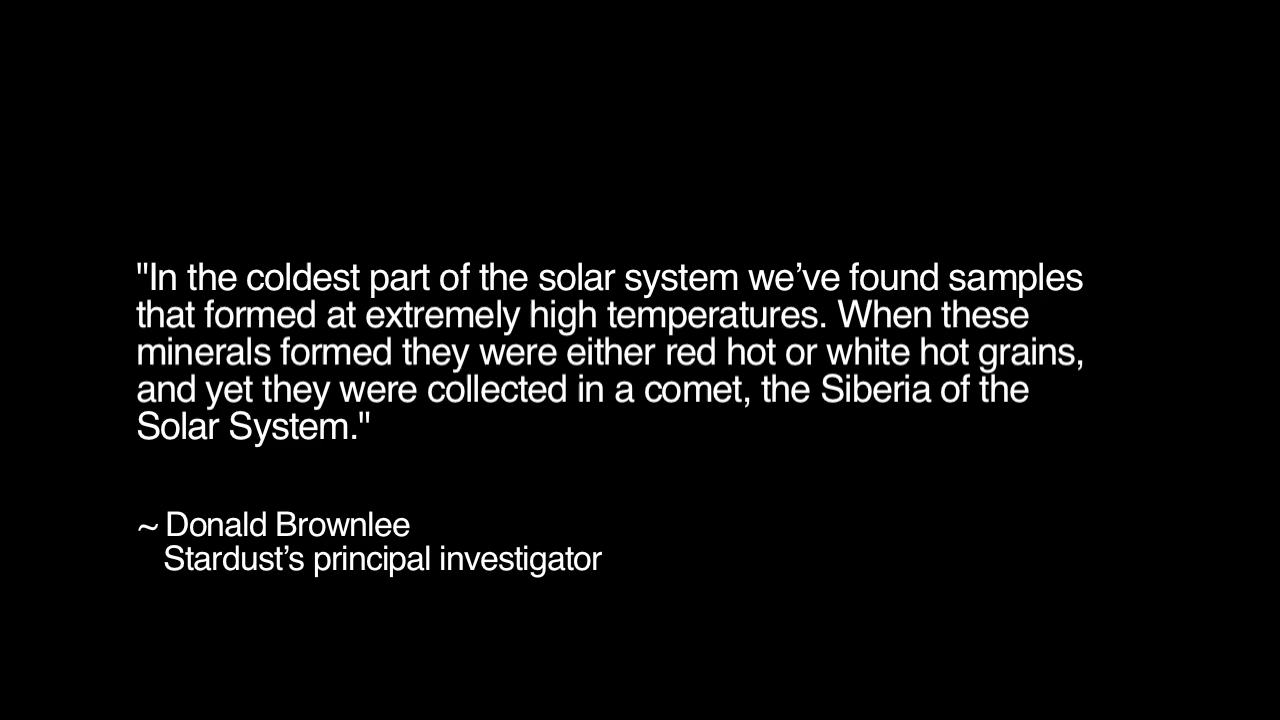 "In the coldest part of the solar system we’ve found samples
that formed at extremely high temperatures. When these
minerals formed they were either red hot or white hot grains,
and yet they were collected in a comet, the Siberia of the
Solar System."
~ Donald Brownlee
Stardust’s principal investigator